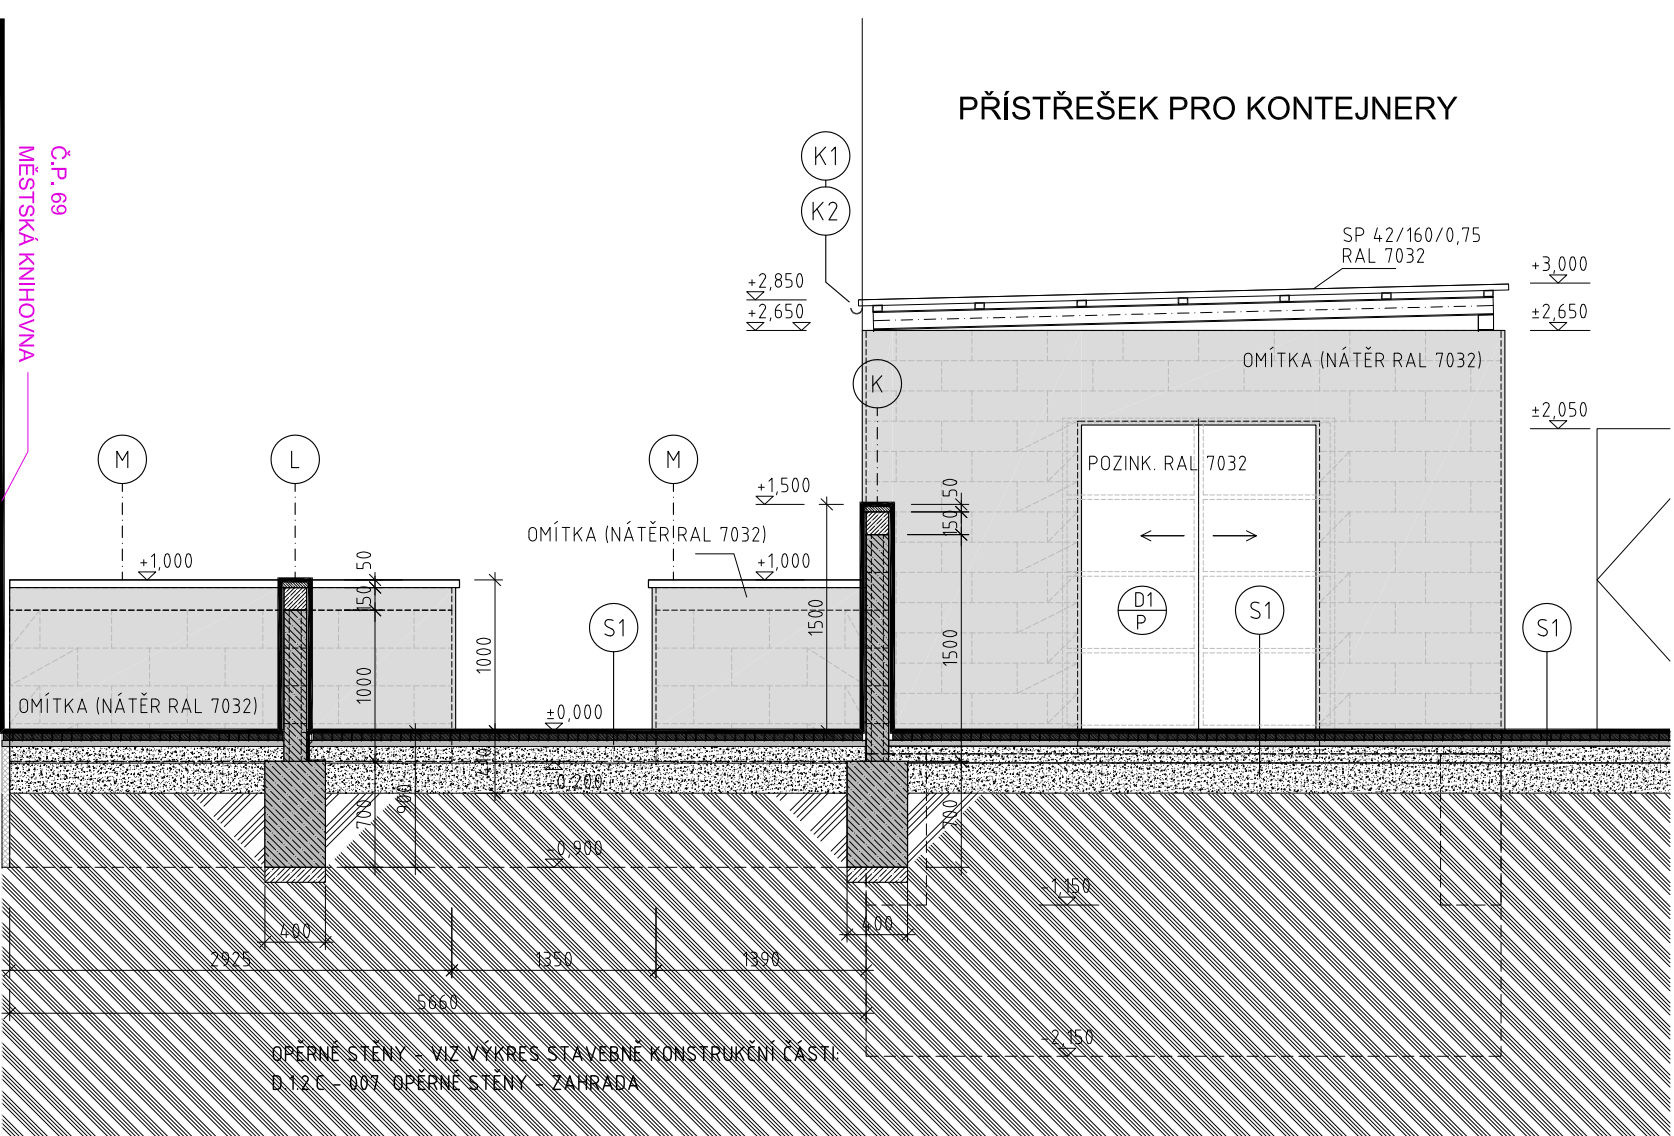 PŘÍSTŘEŠEK PRO KONTEJNERY
Č.P. 69
MĚSTSKÁ KNIHOVNA
K1
K2
SP 42/160/0,75
RAL 7032
+3,000
+2,850
+2,650
±2,650
OMÍTKA (NÁTĚR RAL 7032)
K
±2,050
M
L
M
POZINK. RAL 7032
+1,500
50
150
OMÍTKA (NÁTĚR RAL 7032)
+1,000
50
150
+1,000
1500
D1
P
S1
S1
S1
1000
1000
1500
OMÍTKA (NÁTĚR RAL 7032)
±0,000
-0,200
700
900
700
-0,900
-1,150
400
400
2925
1350
1390
5660
-2,150
OPĚRNÉ STĚNY - VIZ VÝKRES STAVEBNĚ KONSTRUKČNÍ ČÁSTI:
D.1.2.C - 007 OPĚRNÉ STĚNY - ZAHRADA